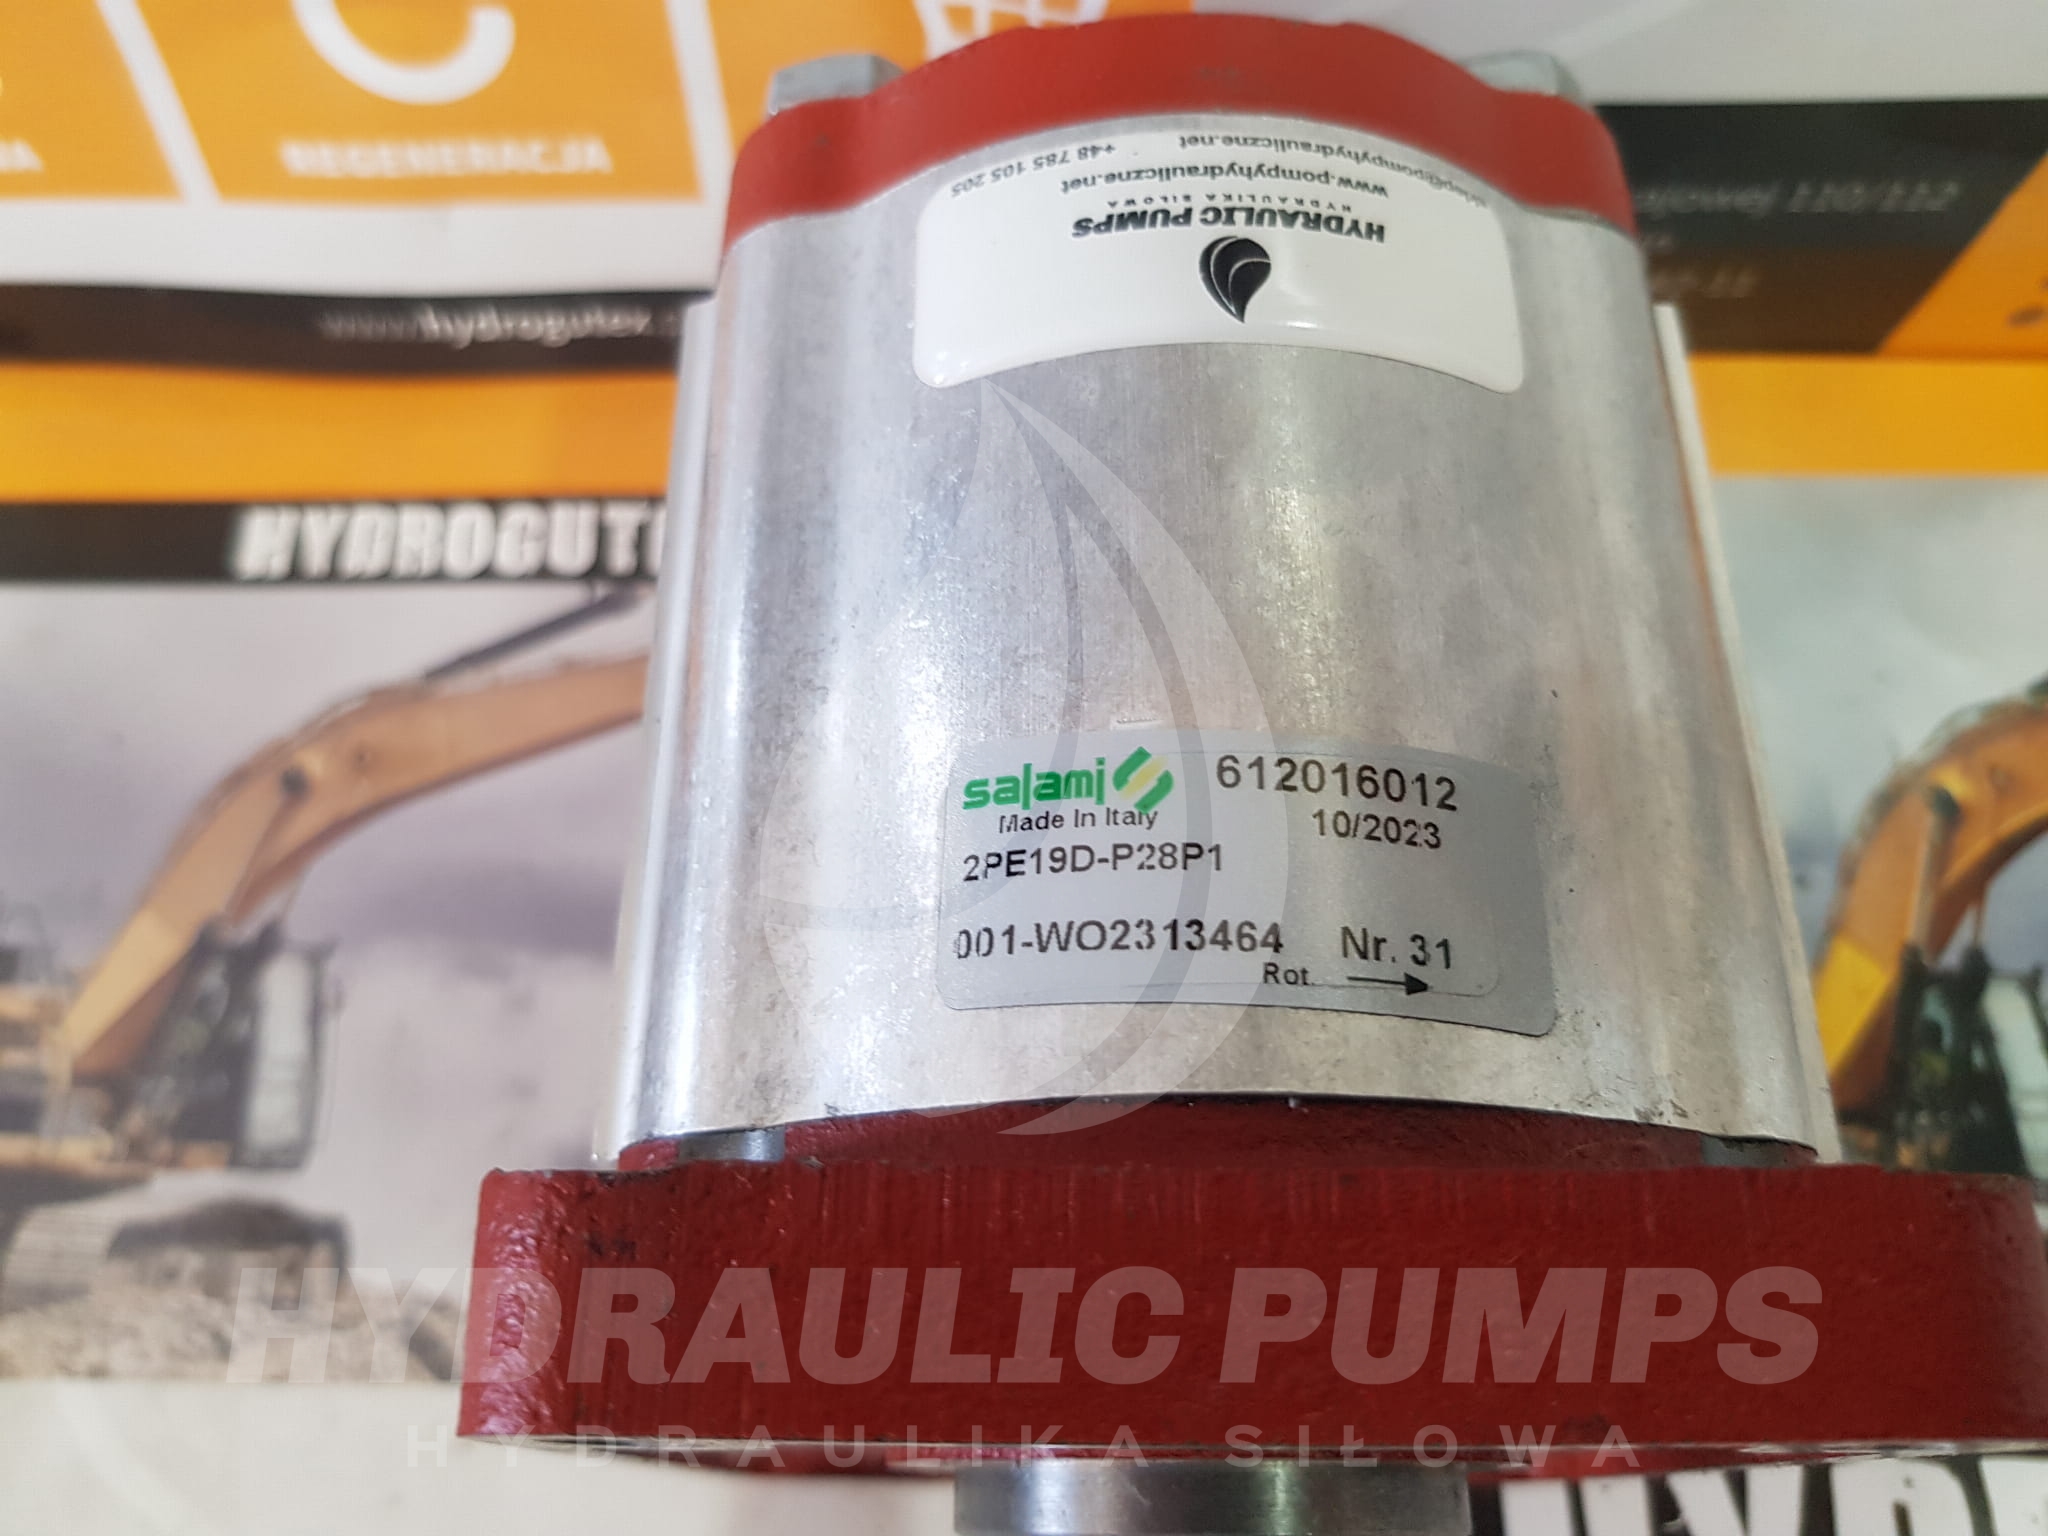 REGENERACJA
www.hydrogutex.
HYDROGUTE
+48 785 105 205
www.pompyhydrauliczne.net
HYDRAULIC PUMPS
HYDRAULIKA SIŁOWA
salami
Made In Italy
612016012
10/2023
2PE19D-P28P1
001-WO2313464 Nr. 31
Rot.
HYDRAULIC PUMPS
HYDRAULIKA SIŁOWA